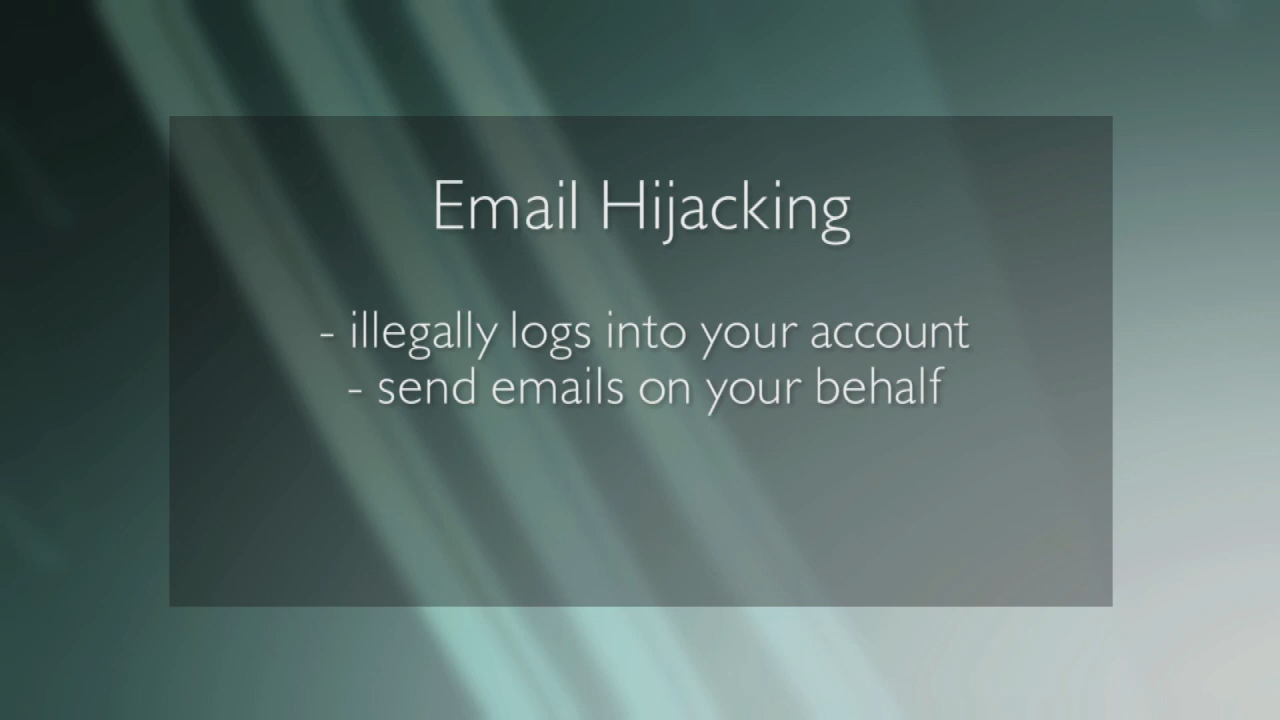 Email Hijacking
- illegally logs into your account
- send emails on your behalf